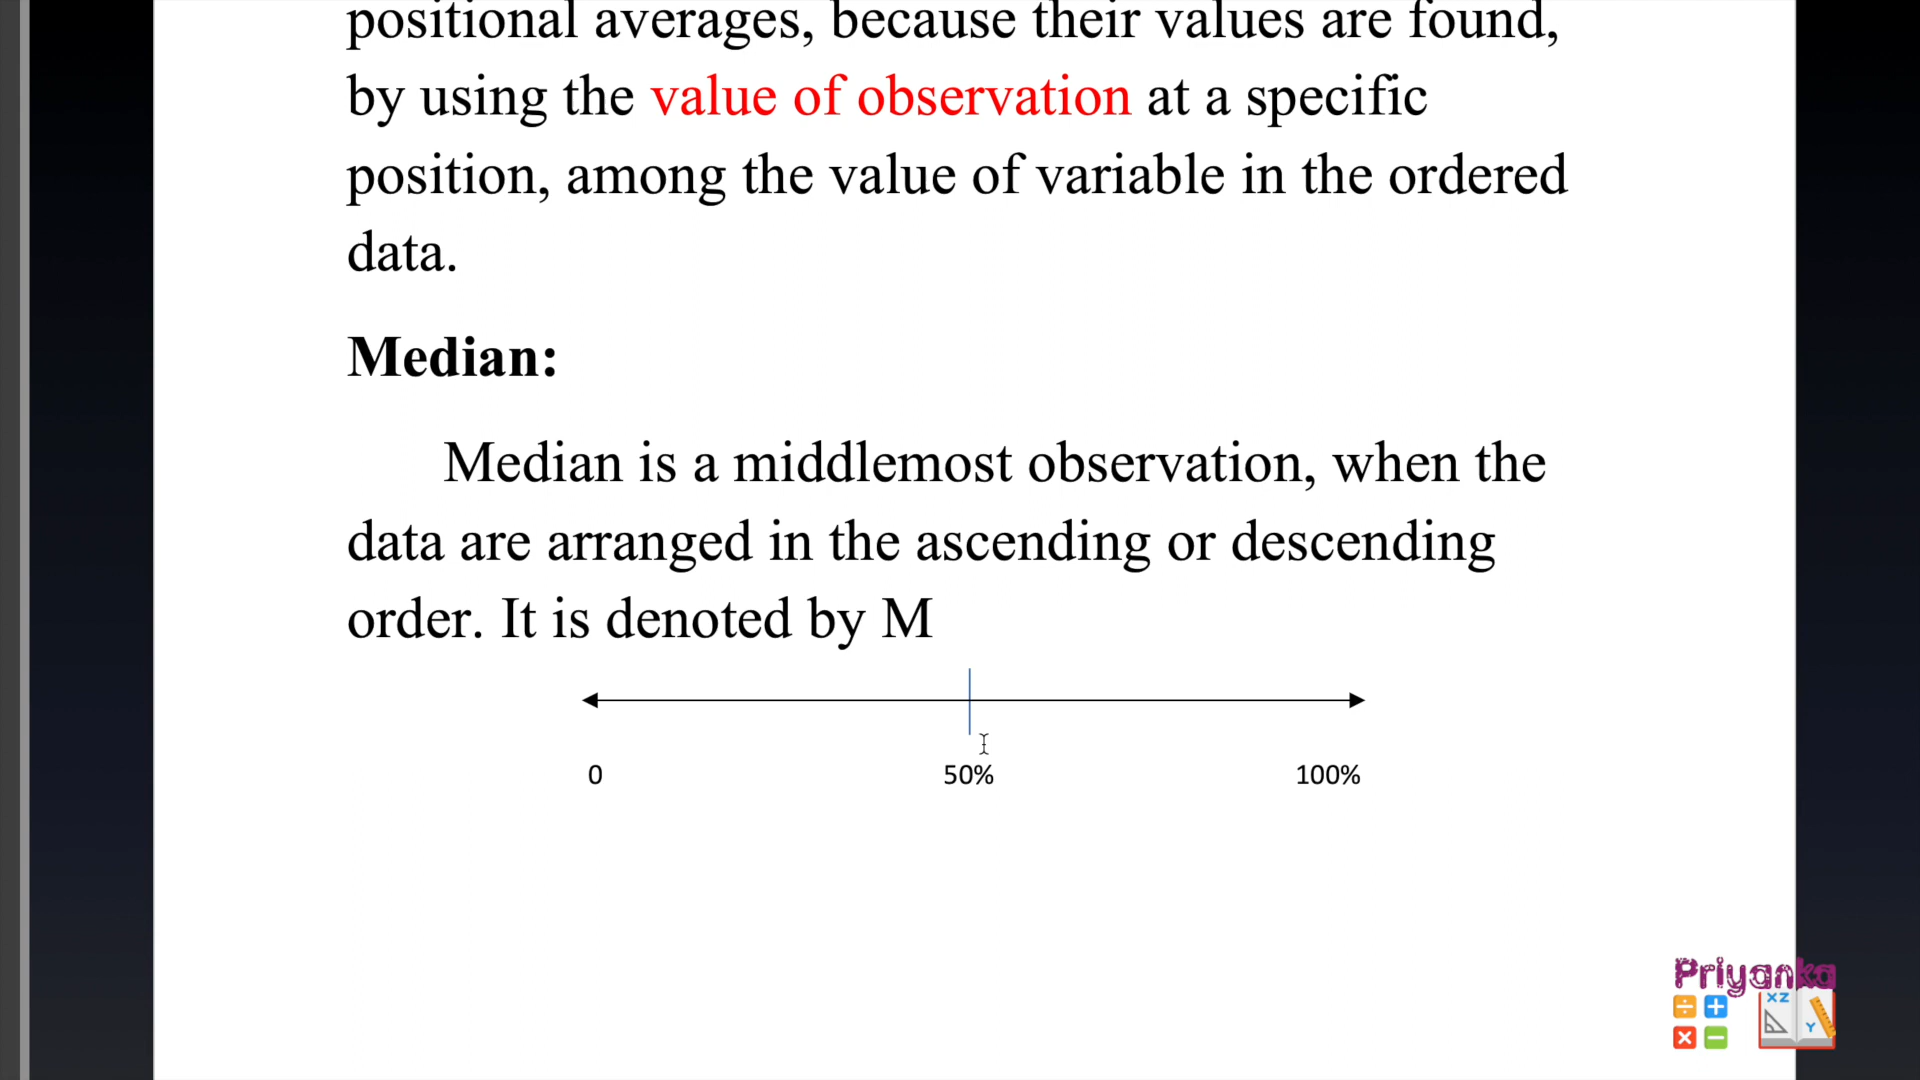 positional averages, because their values are found,
by using the value of observation at a specific
position, among the value of variable in the ordered
data.
Median:
Median is a middlemost observation, when the
data are arranged in the ascending or descending
order. It is denoted by M
0 50% 100%
Priyanka
XZ
Y